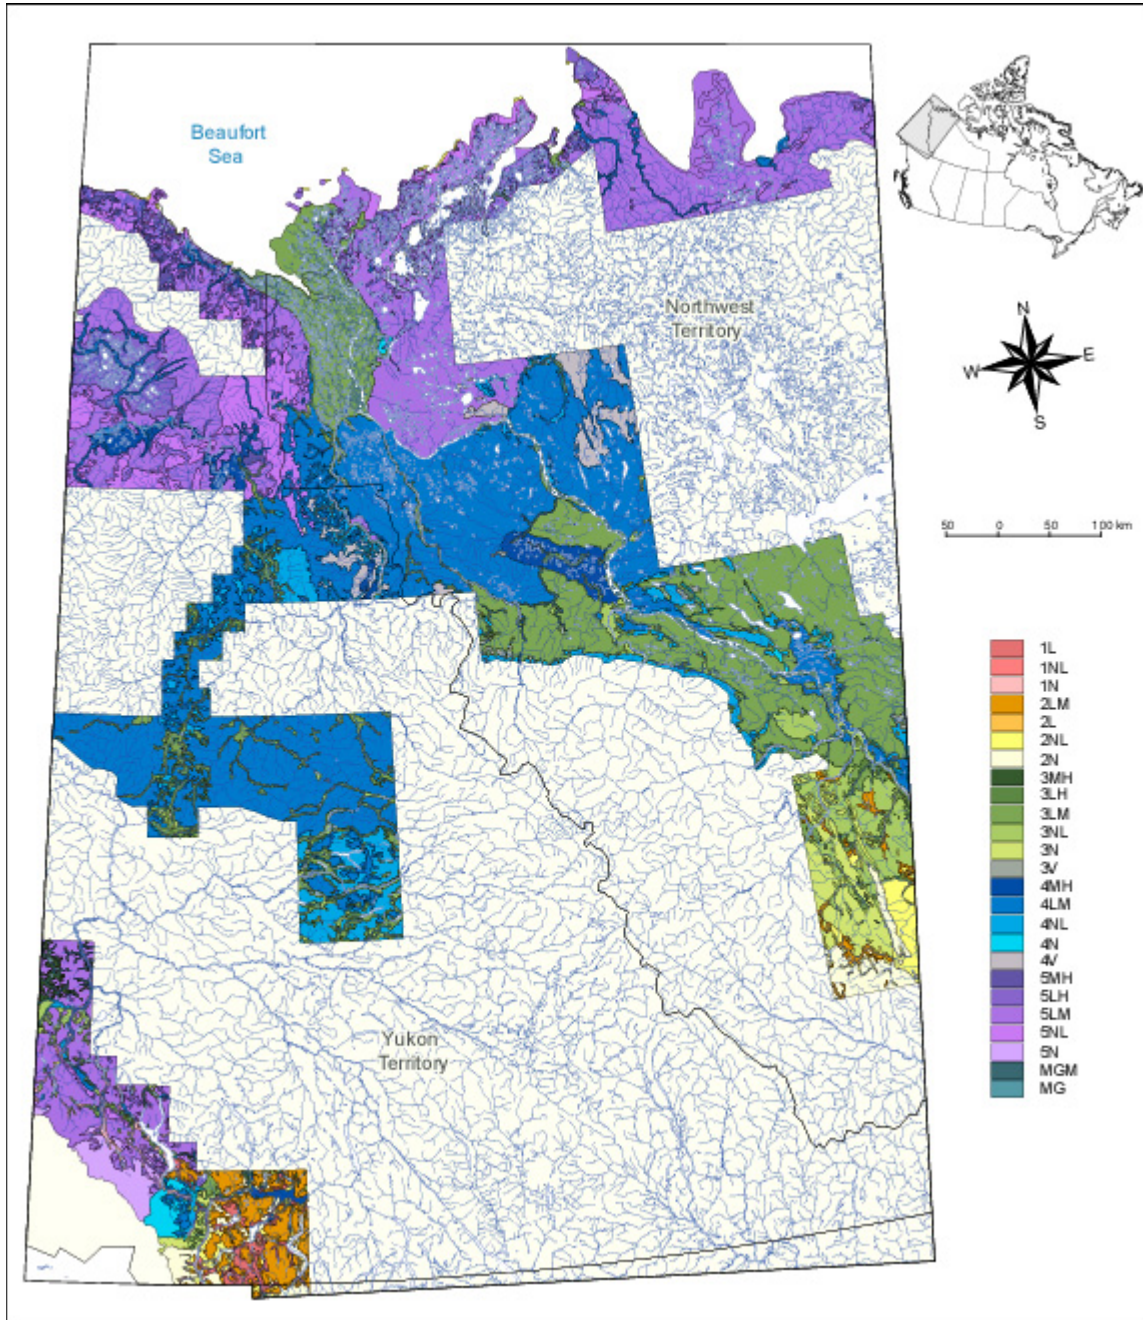 Beaufort
Sea
Northwest
Territory
N
W
E
S
50 0 50 100 km
1L
1NL
1N
2LM
2L
2NL
2N
3MH
3LH
3LM
3NL
3N
3V
4MH
4LM
4NL
4N
4V
5MH
5LH
5LM
5NL
5N
MGM
MG
Yukon
Territory